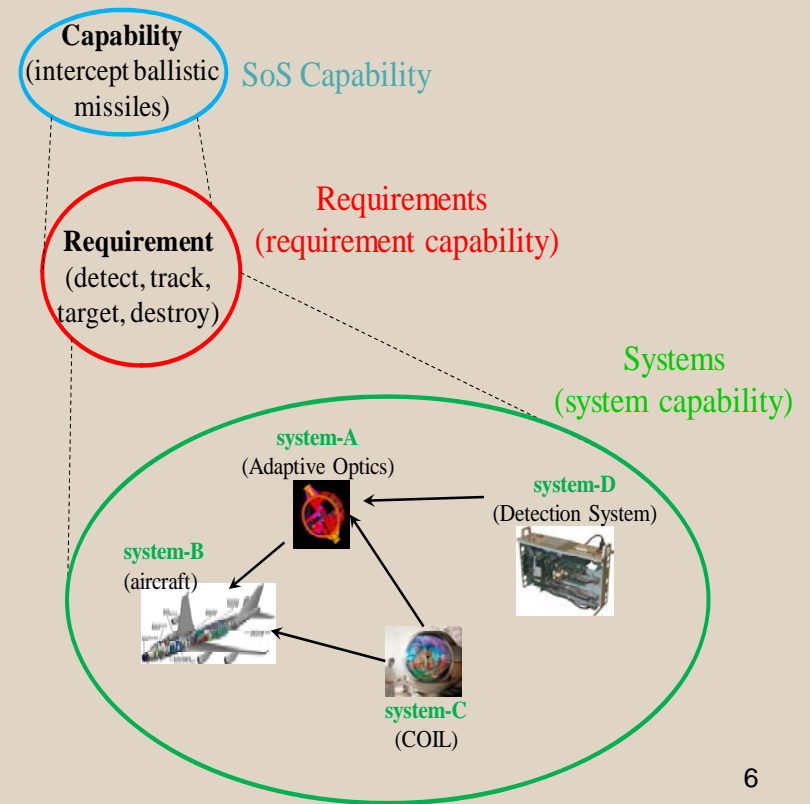 Capability
(intercept ballistic
missiles)
SoS Capability
Requirements
(requirement capability)
Requirement
(detect, track,
target, destroy)
Systems
(system capability)
system-A
(Adaptive Optics)
system-D
(Detection System)
system-B
(aircraft)
system-C
(COIL)
6